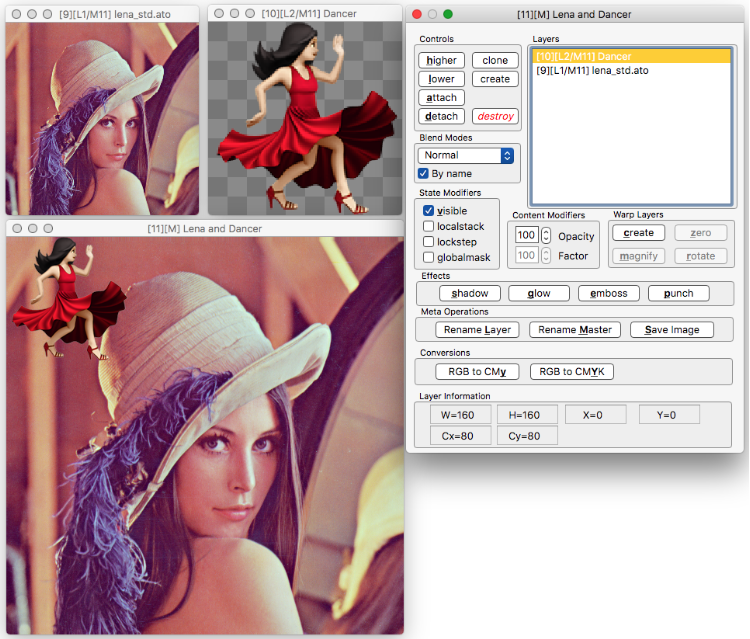 [9][L1/M11] lena_std.ato
[10][L2/M11] Dancer
[11][M] Lena and Dancer
[11][M] Lena and Dancer
Controls
higher clone
lower create
attach
detach destroy
Layers
[10][L2/M11] Dancer
[9][L1/M11] lena_std.ato
Blend Modes
Normal
By name
State Modifiers
visible
localstack
lockstep
globalmask
Content Modifiers
100 Opacity
100 Factor
Warp Layers
create zero
magnify rotate
Effects
shadow glow emboss punch
Meta Operations
Rename Layer Rename Master Save Image
Conversions
RGB to CMy RGB to CMYK
Layer Information
W=160 H=160 X=0 Y=0
Cx=80 Cy=80